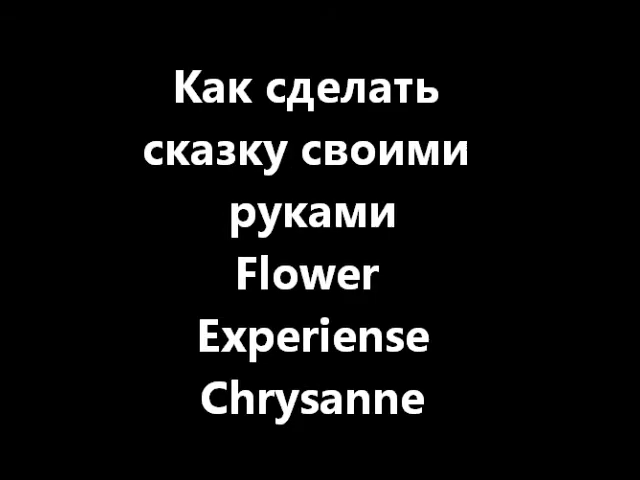 Как сделать
сказку своими
руками
Flower
Experiense
Chrysanne